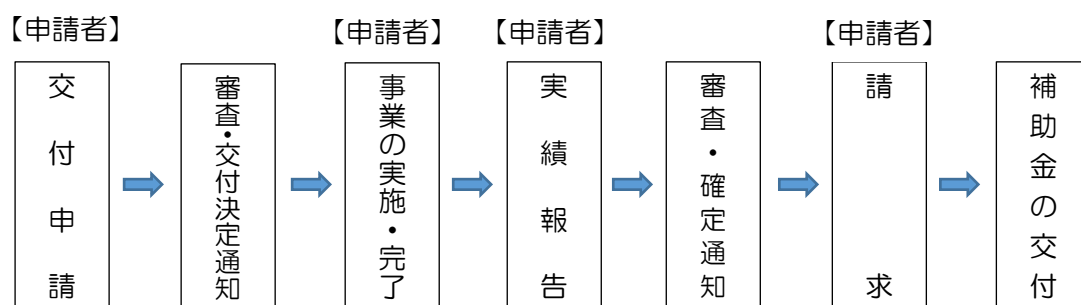 【申請者】
交付申請
審査・交付決定通知
【申請者】
事業の実施・完了
【申請者】
実績報告
審査・確定通知
【申請者】
請求
補助金の交付